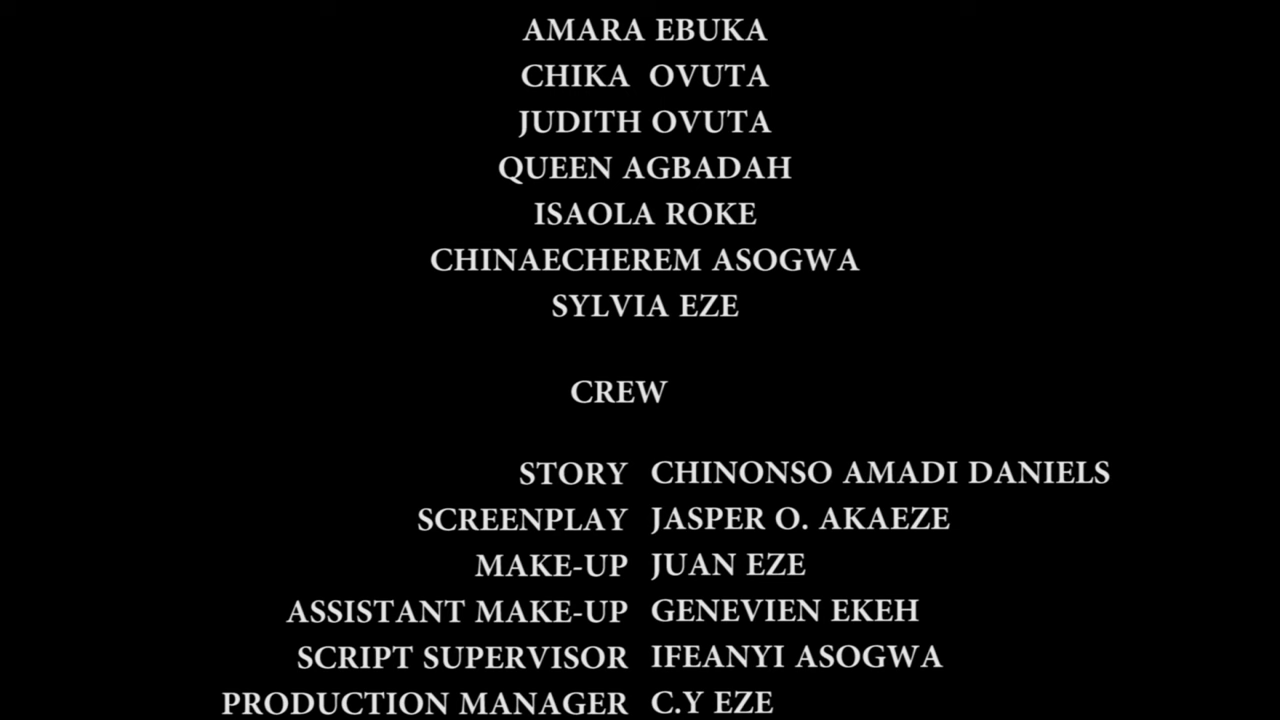 AMARA EBUKA
CHIKA OVUTA
JUDITH OVUTA
QUEEN AGBADAH
ISAOLA ROKE
CHINAECHEREM ASOGWA
SYLVIA EZE
CREW
STORY CHINONSO AMADI DANIELS
SCREENPLAY JASPER O. AKAEZE
MAKE-UP JUAN EZE
ASSISTANT MAKE-UP GENEVIEN EKEH
SCRIPT SUPERVISOR IFEANYI ASOGWA
PRODUCTION MANAGER C.Y EZE